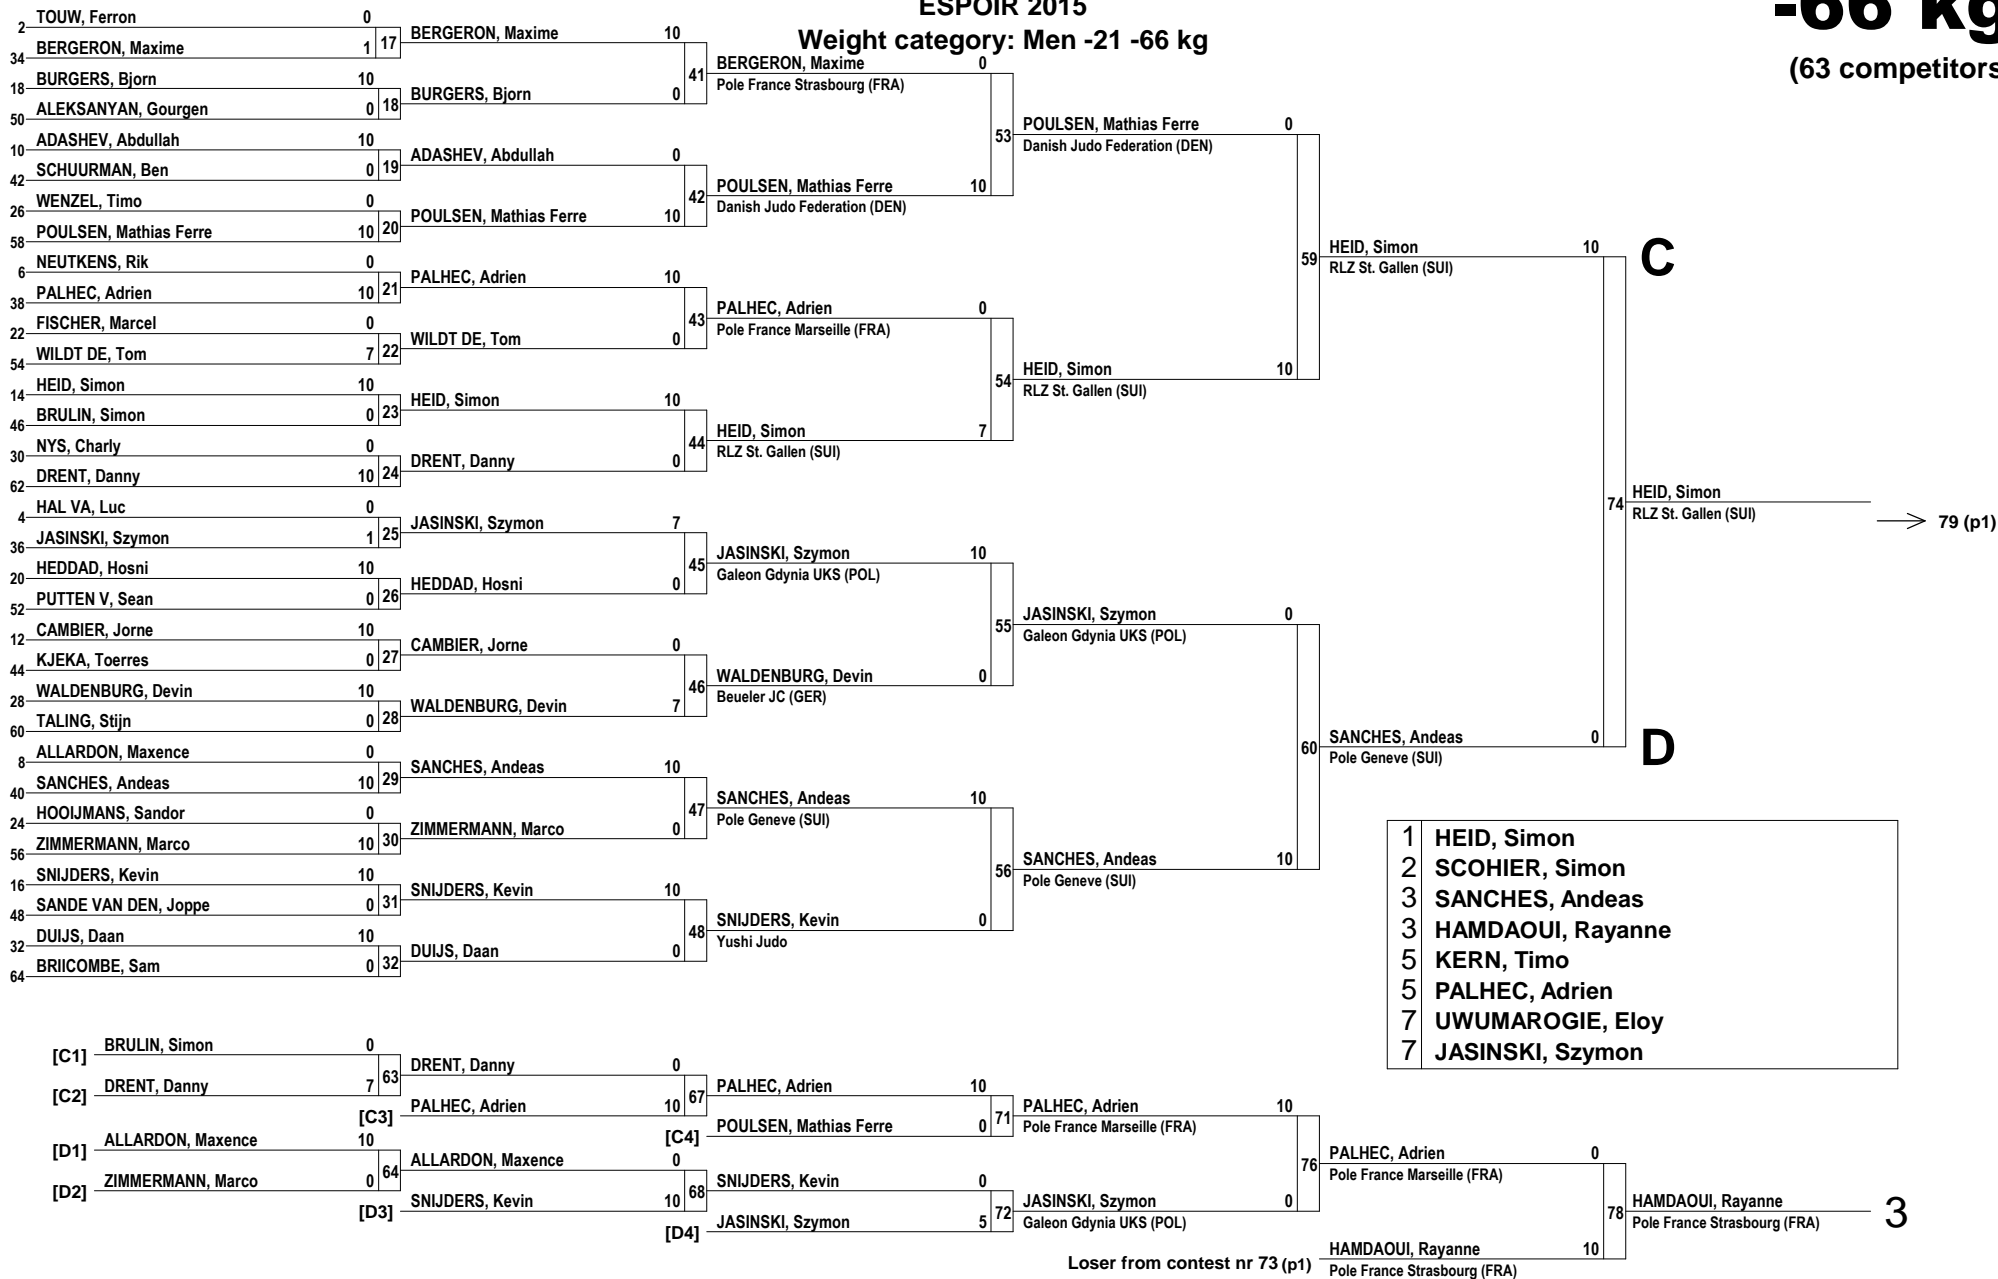 ESPOIR 2015
Weight category: Men -21 -66 kg
-66 kg
(63 competitors
2 TOUW, Ferron 0
34 BERGERON, Maxime 1
17
18 BURGERS, Bjorn 10
50 ALEKSANYAN, Gourgen 0
18
10 ADASHEV, Abdullah 10
42 SCHUURMAN, Ben 0
19
26 WENZEL, Timo 0
58 POULSEN, Mathias Ferre 10
20
6 NEUTKENS, Rik 0
38 PALHEC, Adrien 10
21
22 FISCHER, Marcel 0
54 WILDT DE, Tom 7
22
14 HEID, Simon 10
46 BRULIN, Simon 0
23
30 NYS, Charly 0
62 DRENT, Danny 10
24
4 HAL VA, Luc 0
36 JASINSKI, Szymon 1
25
20 HEDDAD, Hosni 10
52 PUTTEN V, Sean 0
26
12 CAMBIER, Jorne 10
44 KJEKA, Toerres 0
27
28 WALDENBURG, Devin 10
60 TALING, Stijn 0
28
8 ALLARDON, Maxence 0
40 SANCHES, Andeas 10
29
24 HOOIJMANS, Sandor 0
56 ZIMMERMANN, Marco 10
30
16 SNIJDERS, Kevin 10
48 SANDE VAN DEN, Joppe 0
31
32 DUIJS, Daan 10
64 BRIICOMBE, Sam 0
32
BERGERON, Maxime 10
BURGERS, Bjorn 0
41
ADASHEV, Abdullah 0
POULSEN, Mathias Ferre 10
42
PALHEC, Adrien 10
WILDT DE, Tom 0
43
HEID, Simon 10
DRENT, Danny 0
44
JASINSKI, Szymon 7
HEDDAD, Hosni 0
45
CAMBIER, Jorne 0
WALDENBURG, Devin 7
46
SANCHES, Andeas 10
ZIMMERMANN, Marco 0
47
SNIJDERS, Kevin 10
DUIJS, Daan 0
48
BERGERON, Maxime 0
Pole France Strasbourg (FRA)
POULSEN, Mathias Ferre 10
Danish Judo Federation (DEN)
53
PALHEC, Adrien 0
Pole France Marseille (FRA)
HEID, Simon 7
RLZ St. Gallen (SUI)
54
JASINSKI, Szymon 10
Galeon Gdynia UKS (POL)
WALDENBURG, Devin 0
Beueler JC (GER)
55
SANCHES, Andeas 10
Pole Geneve (SUI)
SNIJDERS, Kevin 0
Yushi Judo
56
POULSEN, Mathias Ferre 0
Danish Judo Federation (DEN)
HEID, Simon 10
RLZ St. Gallen (SUI)
59
JASINSKI, Szymon 0
Galeon Gdynia UKS (POL)
SANCHES, Andeas 10
Pole Geneve (SUI)
60
HEID, Simon 10
RLZ St. Gallen (SUI)
C
SANCHES, Andeas 0
Pole Geneve (SUI)
D
74
HEID, Simon
RLZ St. Gallen (SUI)
79 (p1)
1 HEID, Simon
2 SCOHIER, Simon
3 SANCHES, Andeas
3 HAMDAOUI, Rayanne
5 KERN, Timo
5 PALHEC, Adrien
7 UWUMAROGIE, Eloy
7 JASINSKI, Szymon
[C1] BRULIN, Simon 0
[C2] DRENT, Danny 7
63
[D1] ALLARDON, Maxence 10
[D2] ZIMMERMANN, Marco 0
64
DRENT, Danny 0
[C3] PALHEC, Adrien 10
67
ALLARDON, Maxence 0
[D3] SNIJDERS, Kevin 10
68
PALHEC, Adrien 10
[C4] POULSEN, Mathias Ferre 0
71
SNIJDERS, Kevin 0
[D4] JASINSKI, Szymon 5
72
PALHEC, Adrien 10
Pole France Marseille (FRA)
JASINSKI, Szymon 0
Galeon Gdynia UKS (POL)
76
PALHEC, Adrien 0
Pole France Marseille (FRA)
Loser from contest nr 73 (p1) HAMDAOUI, Rayanne 10
Pole France Strasbourg (FRA)
78
HAMDAOUI, Rayanne
Pole France Strasbourg (FRA)
3